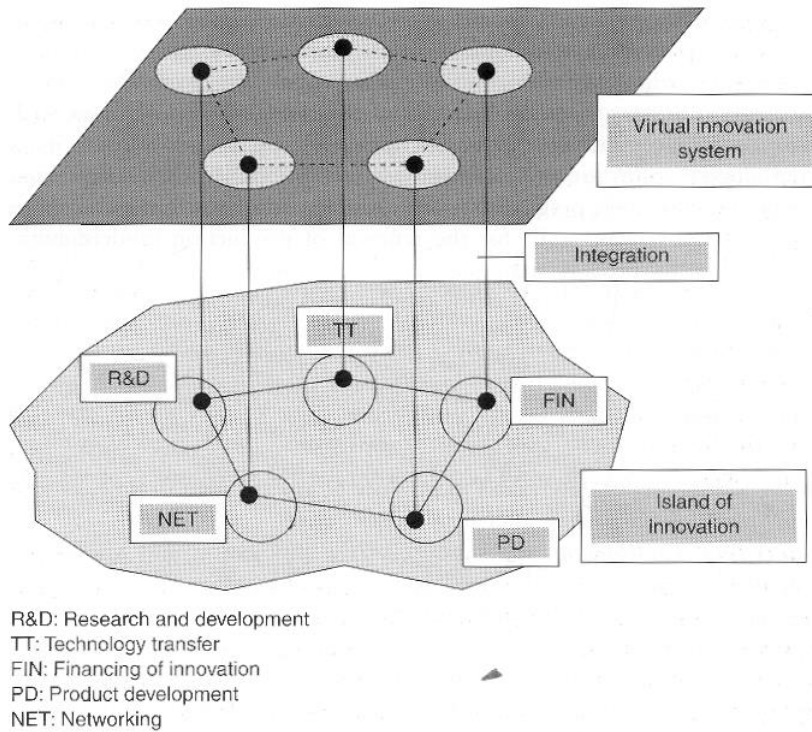 Virtual innovation
system
Integration
TT
R&D
FIN
NET
PD
Island of
innovation
R&D: Research and development
TT: Technology transfer
FIN: Financing of innovation
PD: Product development
NET: Networking